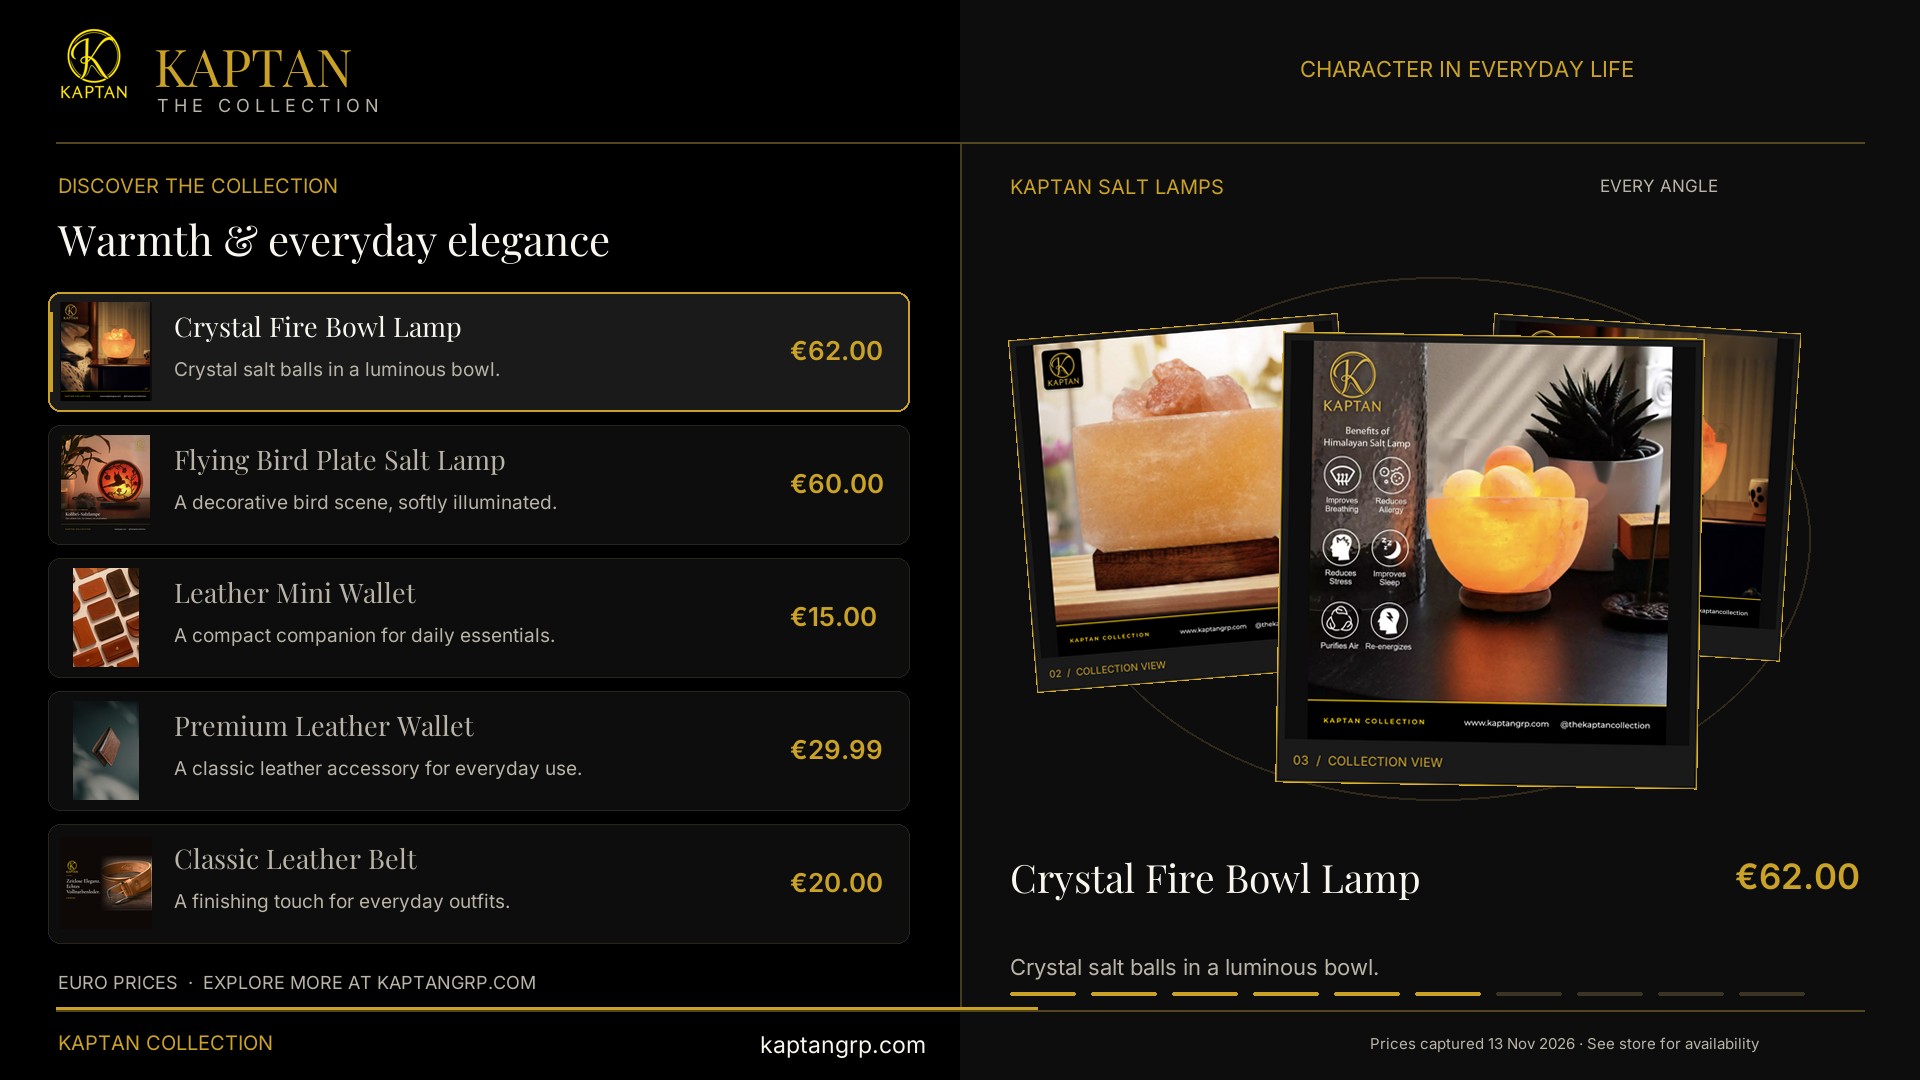 KAPTAN
KAPTAN
THE COLLECTION
CHARACTER IN EVERYDAY LIFE
DISCOVER THE COLLECTION
Warmth & everyday elegance
Crystal Fire Bowl Lamp
Crystal salt balls in a luminous bowl.
€62.00
Flying Bird Plate Salt Lamp
A decorative bird scene, softly illuminated.
€60.00
Leather Mini Wallet
A compact companion for daily essentials.
€15.00
Premium Leather Wallet
A classic leather accessory for everyday use.
€29.99
Zeitlose Eleganz.
Echtes
Vollnarbenleder.
Classic Leather Belt
A finishing touch for everyday outfits.
€20.00
EURO PRICES · EXPLORE MORE AT KAPTANGRP.COM
KAPTAN SALT LAMPS
EVERY ANGLE
KAPTAN
KAPTAN COLLECTION
www.kaptangrp.com
02 / COLLECTION VIEW
KAPTAN
Benefits of
Himalayan Salt Lamp
Improves
Breathing
Reduces
Allergy
Reduces
Stress
Improves
Sleep
Purifies Air
Re-energizes
KAPTAN COLLECTION
www.kaptangrp.com
@thekaptancollection
03 / COLLECTION VIEW
Crystal Fire Bowl Lamp
€62.00
Crystal salt balls in a luminous bowl.
KAPTAN COLLECTION
kaptangrp.com
Prices captured 13 Nov 2026 · See store for availability